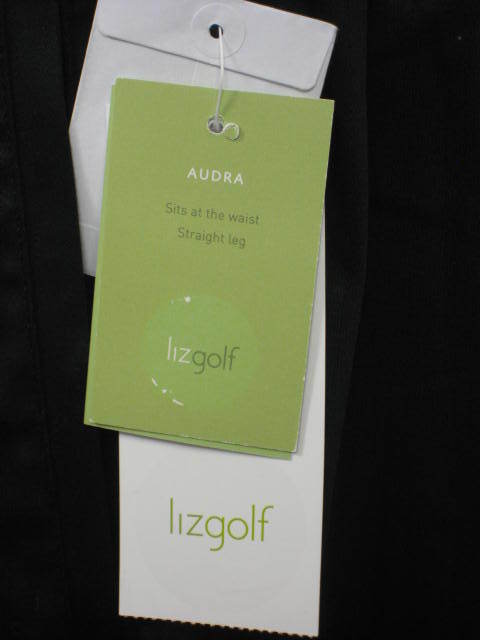 AUDRA
Sits at the waist
Straight leg
lizgolf
lizgolf